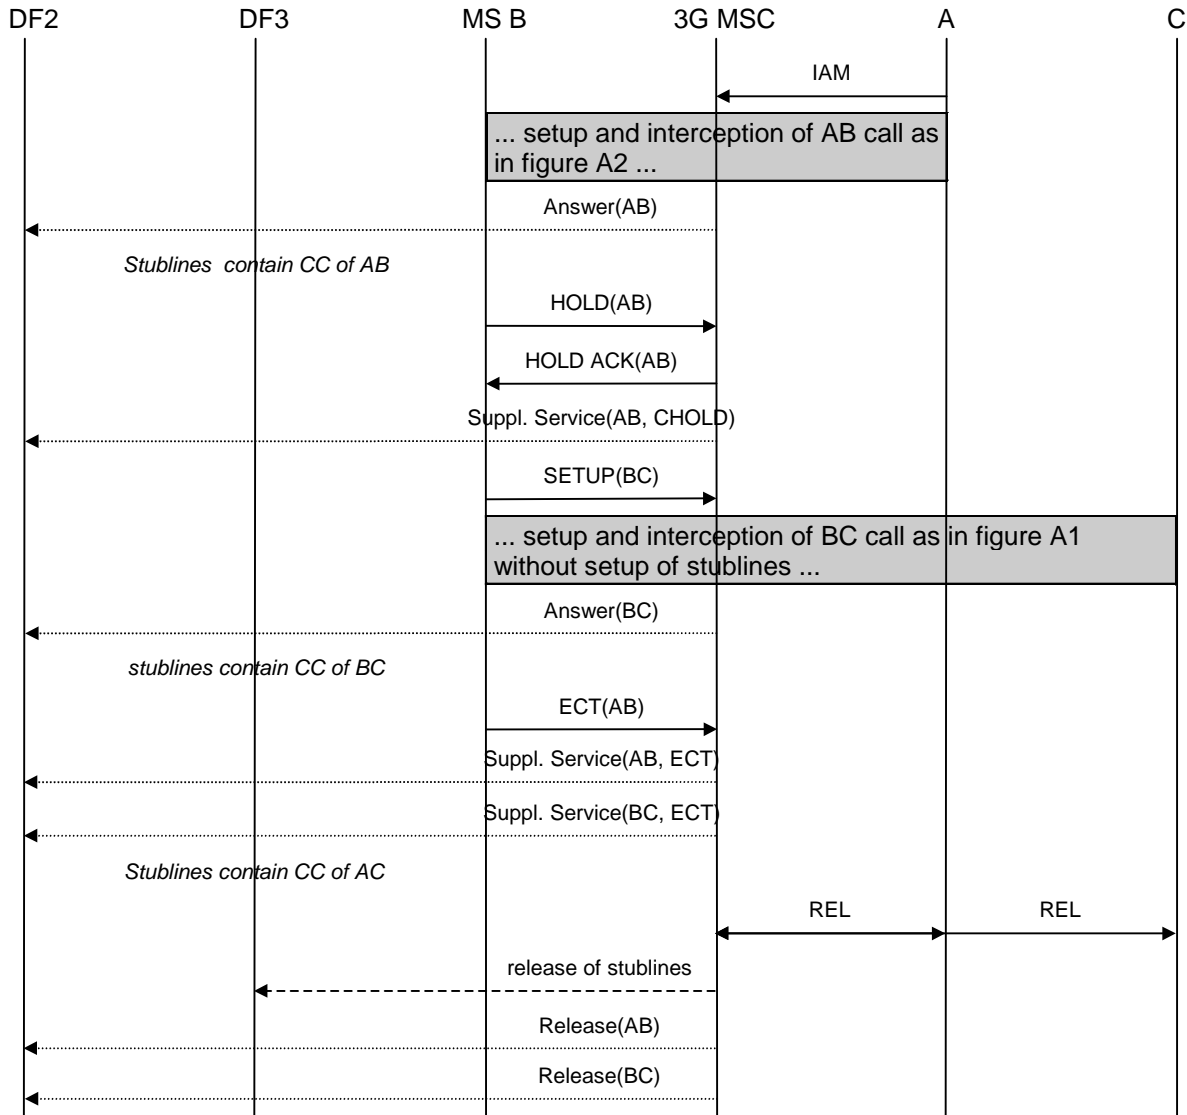 DF2 DF3 MS B 3G MSC A C
IAM
... setup and interception of AB call as
in figure A2 ...
Answer(AB)
Stublines contain CC of AB
HOLD(AB)
HOLD ACK(AB)
Suppl. Service(AB, CHOLD)
SETUP(BC)
... setup and interception of BC call as in figure A1
without setup of stublines ...
Answer(BC)
stublines contain CC of BC
ECT(AB)
Suppl. Service(AB, ECT)
Suppl. Service(BC, ECT)
Stublines contain CC of AC
REL REL
release of stublines
Release(AB)
Release(BC)